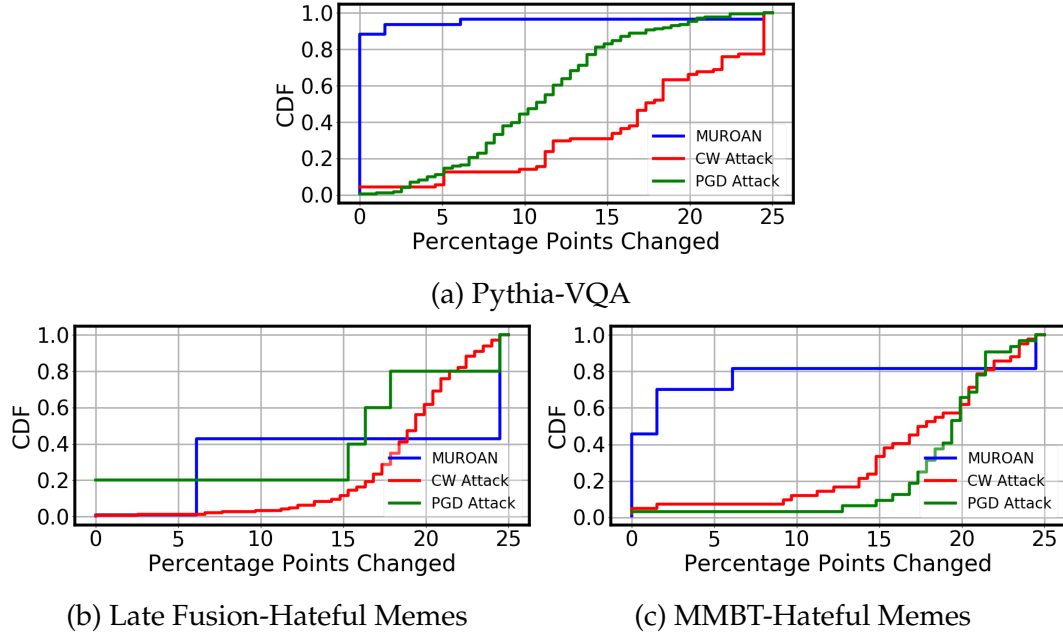 1.0
0.8
0.6
0.4
0.2
0.0
CDF
MUROAN
CW Attack
PGD Attack
0 5 10 15 20 25
Percentage Points Changed
(a) Pythia-VQA
1.0
0.8
0.6
0.4
0.2
0.0
CDF
MUROAN
CW Attack
PGD Attack
0 5 10 15 20 25
Percentage Points Changed
(b) Late Fusion-Hateful Memes
1.0
0.8
0.6
0.4
0.2
0.0
CDF
MUROAN
CW Attack
PGD Attack
0 5 10 15 20 25
Percentage Points Changed
(c) MMBT-Hateful Memes